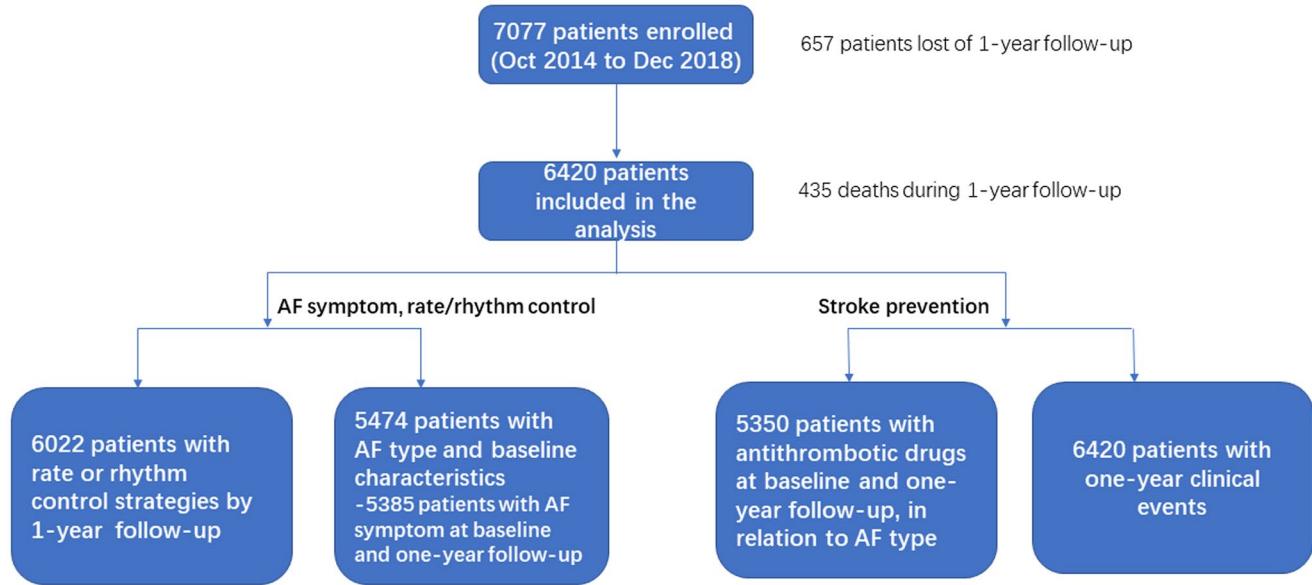 7077 patients enrolled
(Oct 2014 to Dec 2018)
657 patients lost of 1-year follow-up
6420 patients
included in the
analysis
435 deaths during 1-year follow-up
AF symptom, rate/rhythm control
Stroke prevention
6022 patients with
rate or rhythm
control strategies by
1-year follow-up
5474 patients with
AF type and baseline
characteristics
-5385 patients with AF
symptom at baseline
and one-year follow-up
5350 patients with
antithrombotic drugs
at baseline and one-
year follow-up, in
relation to AF type
6420 patients with
one-year clinical
events